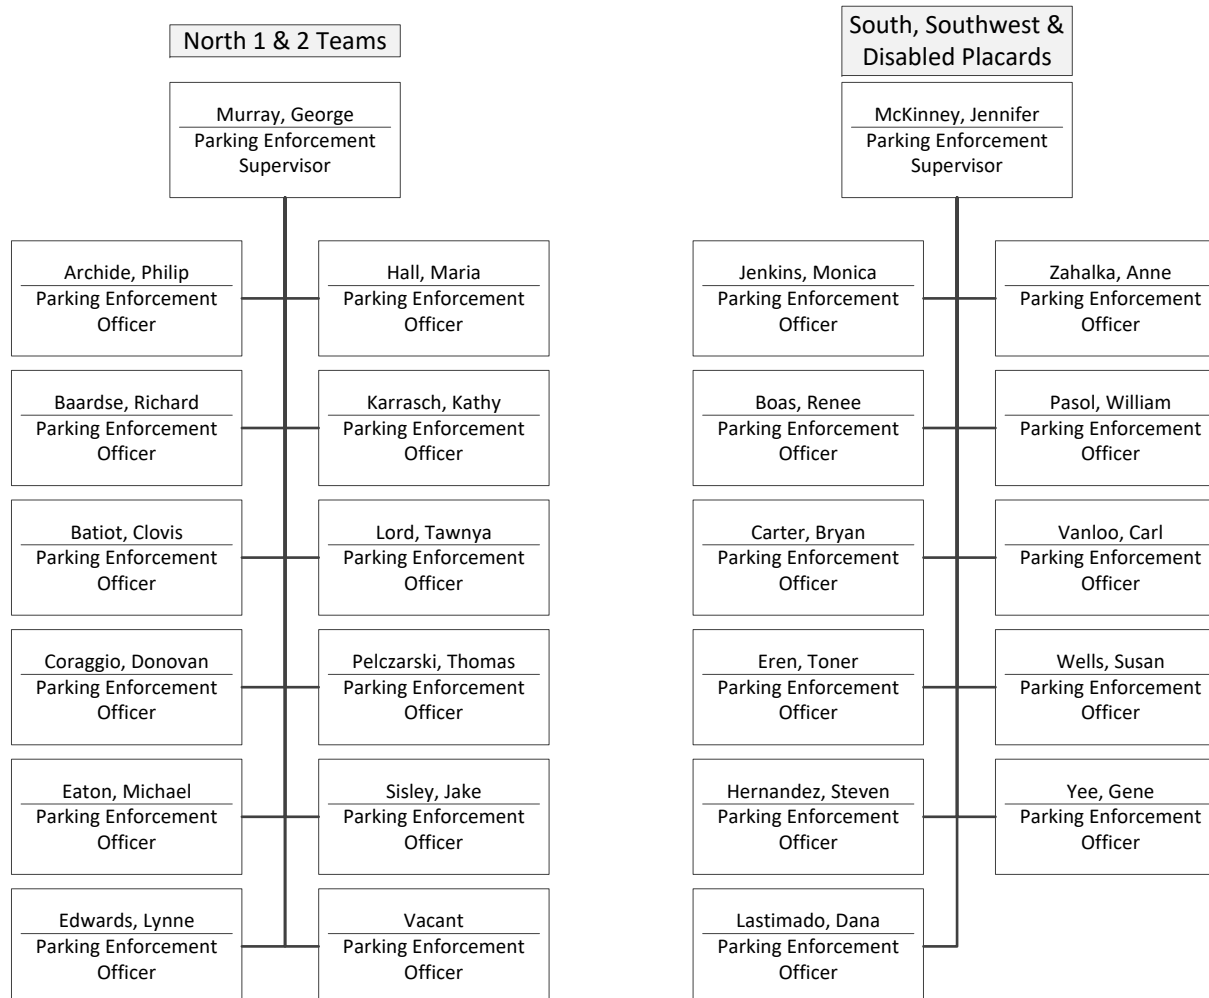 North 1 & 2 Teams
Murray, George
Parking Enforcement
Supervisor
Archide, Philip
Parking Enforcement
Officer
Hall, Maria
Parking Enforcement
Officer
Baardse, Richard
Parking Enforcement
Officer
Karrasch, Kathy
Parking Enforcement
Officer
Batiot, Clovis
Parking Enforcement
Officer
Lord, Tawnya
Parking Enforcement
Officer
Coraggio, Donovan
Parking Enforcement
Officer
Pelczarski, Thomas
Parking Enforcement
Officer
Eaton, Michael
Parking Enforcement
Officer
Sisley, Jake
Parking Enforcement
Officer
Edwards, Lynne
Parking Enforcement
Officer
Vacant
Parking Enforcement
Officer
South, Southwest &
Disabled Placards
McKinney, Jennifer
Parking Enforcement
Supervisor
Jenkins, Monica
Parking Enforcement
Officer
Zahalka, Anne
Parking Enforcement
Officer
Boas, Renee
Parking Enforcement
Officer
Pasol, William
Parking Enforcement
Officer
Carter, Bryan
Parking Enforcement
Officer
Vanloo, Carl
Parking Enforcement
Officer
Eren, Toner
Parking Enforcement
Officer
Wells, Susan
Parking Enforcement
Officer
Hernandez, Steven
Parking Enforcement
Officer
Yee, Gene
Parking Enforcement
Officer
Lastimado, Dana
Parking Enforcement
Officer